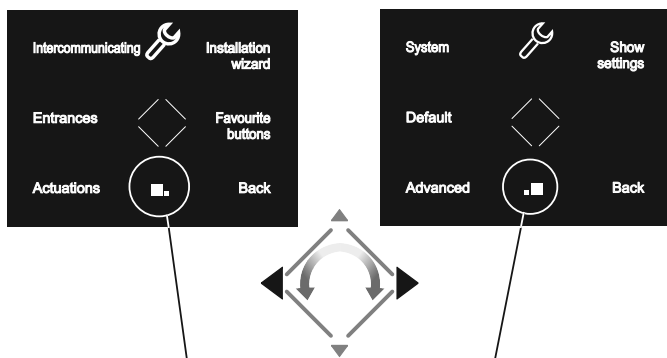 Intercommunicating
Installation
wizard
Entrances
Favourite
buttons
Actuations
Back
System
Show
settings
Default
Advanced
Back